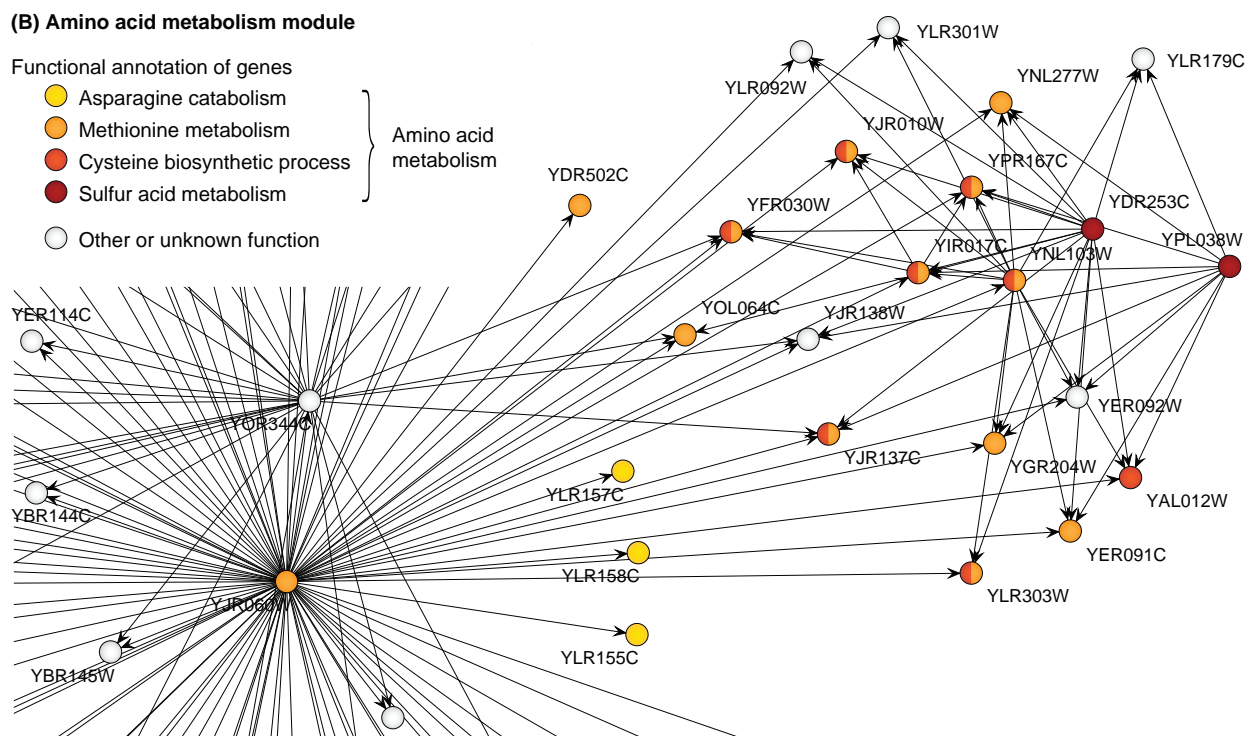 (B) Amino acid metabolism module
Functional annotation of genes
Asparagine catabolism
Methionine metabolism
Cysteine biosynthetic process
Sulfur acid metabolism
Amino acid
metabolism
Other or unknown function
YLR301W
YLR179C
YLR092W
YNL277W
YJR010W
YPR167C
YDR502C
YFR030W
YDR253C
YPL038W
YIR017C
YNL103W
YER114C
YOL064C
YJR138W
YOR344C
YER092W
YJR137C
YGR204W
YLR157C
YBR144C
YAL012W
YER091C
YLR158C
YLR303W
YJR060W
YLR155C
YBR145W